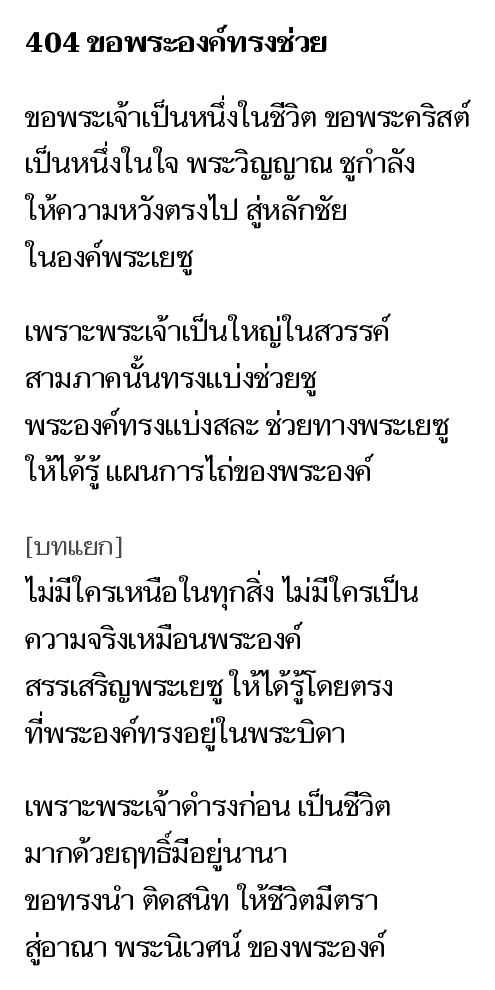 404 ขอพระองค์ทรงช่วย
ขอพระเจ้าเป็นหนึ่งในชีวิต ขอพระคริสต์
เป็นหนึ่งในใจ พระวิญญาณ ชูกำลัง
ให้ความหวังตรงไป สู่หลักชัย
ในองค์พระเยซู
เพราะพระเจ้าเป็นใหญ่ในสวรรค์
สามภาคนั้นทรงแบ่งช่วยชู
พระองค์ทรงแบ่งสละ ช่วยทางพระเยซู
ให้ได้รู้ แผนการไถ่ของพระองค์
[บทแยก]
ไม่มีใครเหนือในทุกสิ่ง ไม่มีใครเป็น
ความจริงเหมือนพระองค์
สรรเสริญพระเยซู ให้ได้รู้โดยตรง
ที่พระองค์ทรงอยู่ในพระบิดา
เพราะพระเจ้าดำรงก่อน เป็นชีวิต
มากด้วยฤทธิ์มีอยู่นานา
ขอทรงนำ ติดสนิท ให้ชีวิตมีตรา
สู่อาณา พระนิเวศน์ ของพระองค์